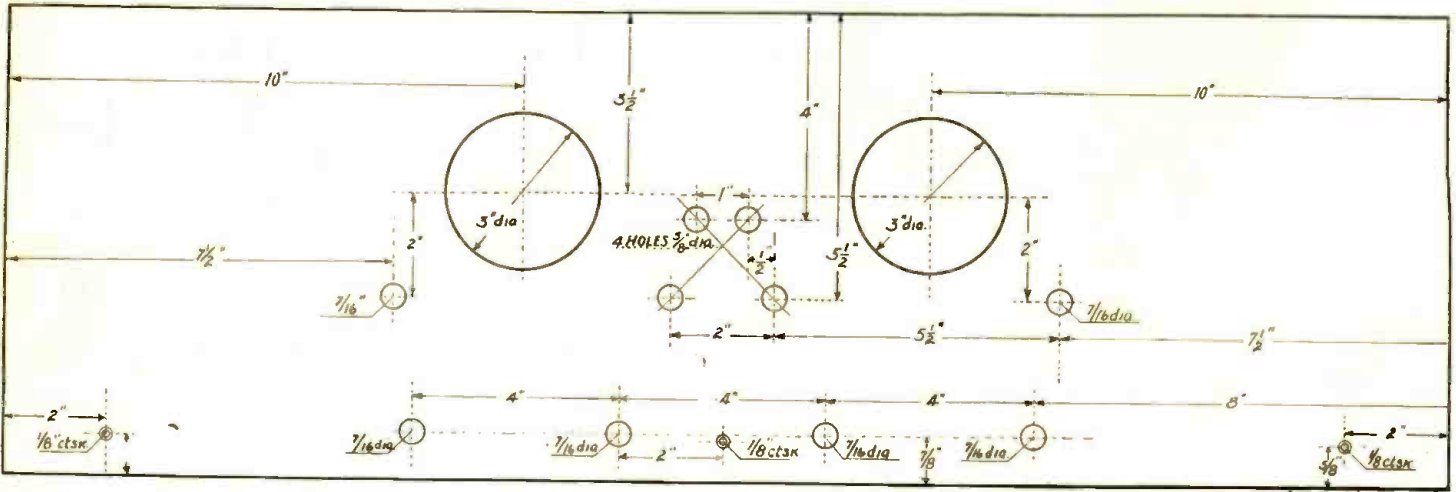 10"
3½"
4"
10"
1"
3"dia
3"dia.
2"
4 HOLES 5/8"dia
5½"
2"
7½"
½"
7/16"
7/16dia
2"
5½"
7½"
4"
4"
4"
8"
2"
2"
1/8"ctsk
7/16dia
7/16dia
2"
1/8"ctsk
7/16dia
7/8"
7/16dia
5/8"
1/8ctsk